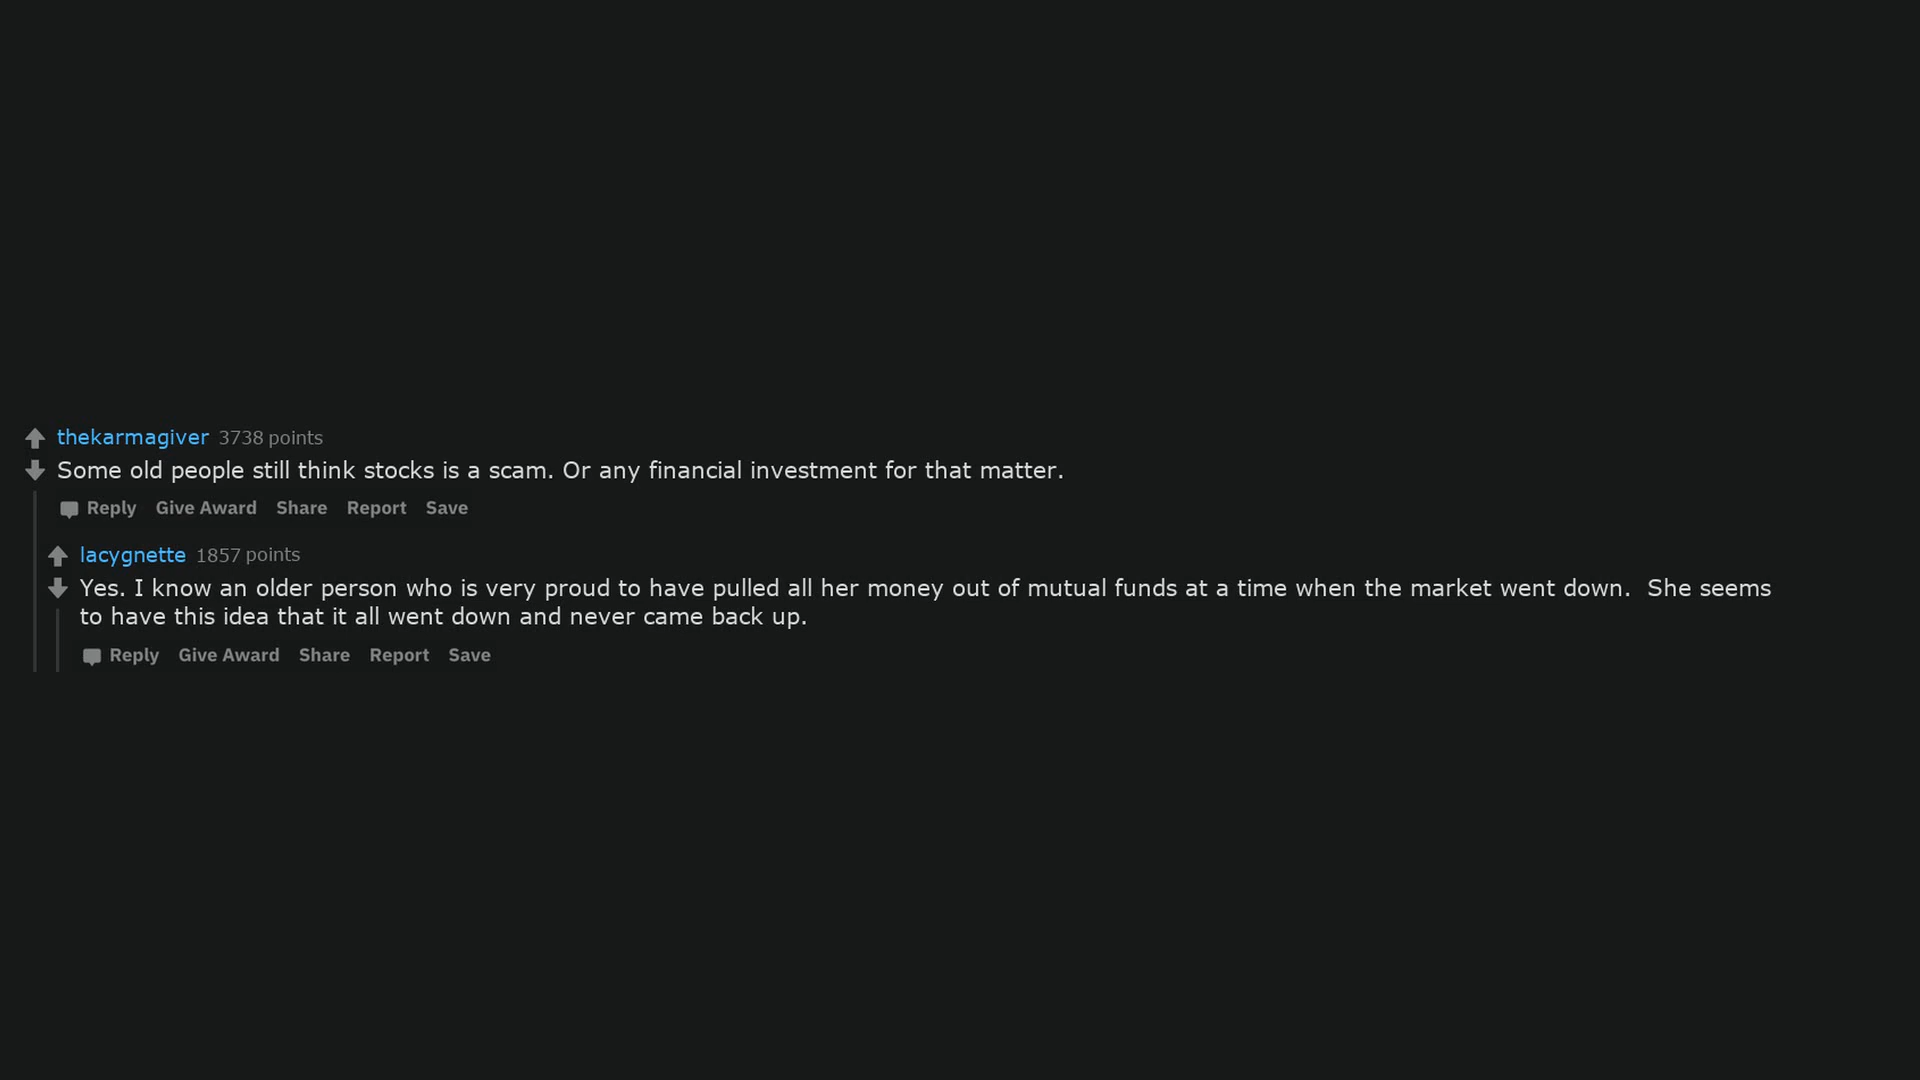 thekarmagiver 3738 points
Some old people still think stocks is a scam. Or any financial investment for that matter.
Reply Give Award Share Report Save
lacygnette 1857 points
Yes. I know an older person who is very proud to have pulled all her money out of mutual funds at a time when the market went down.  She seems
to have this idea that it all went down and never came back up.
Reply Give Award Share Report Save